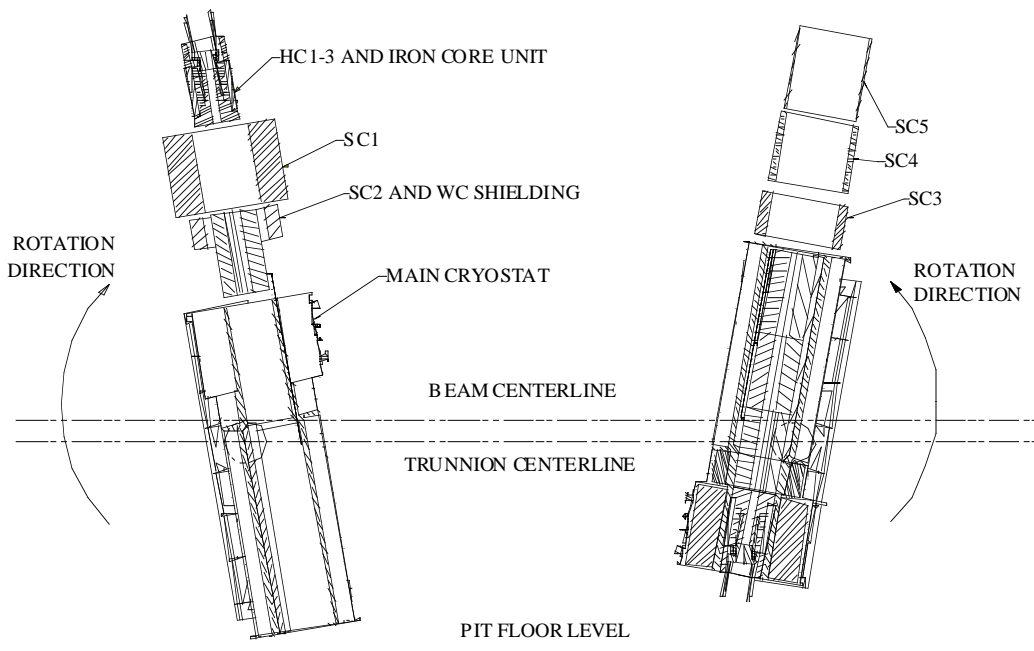 HC1-3 AND IRON CORE UNIT
SC1
SC2 AND WC SHIELDING
ROTATION
DIRECTION
MAIN CRYOSTAT
SC5
SC4
SC3
ROTATION
DIRECTION
BEAM CENTERLINE
TRUNNION CENTERLINE
PIT FLOOR LEVEL